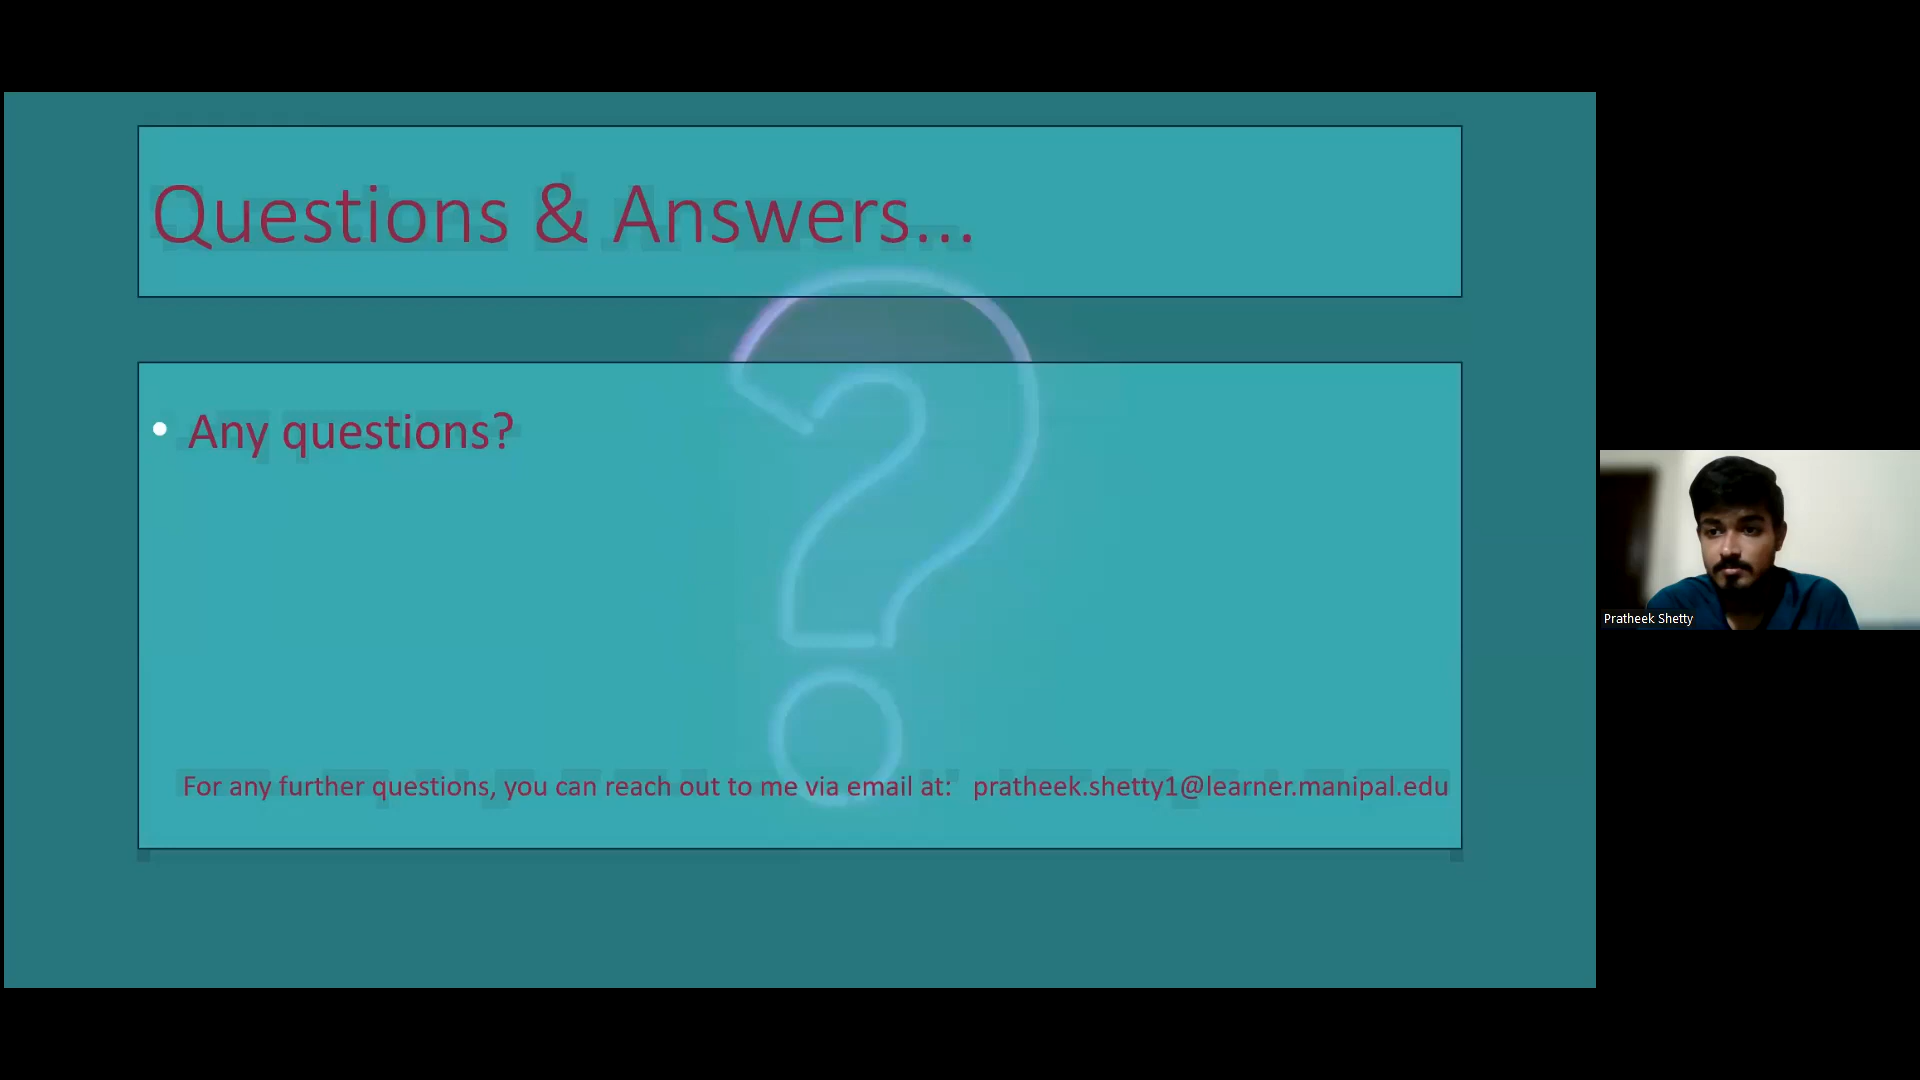 Questions & Answers...
• Any questions?
For any further questions, you can reach out to me via email at: pratheek.shetty1@learner.manipal.edu
Pratheek Shetty